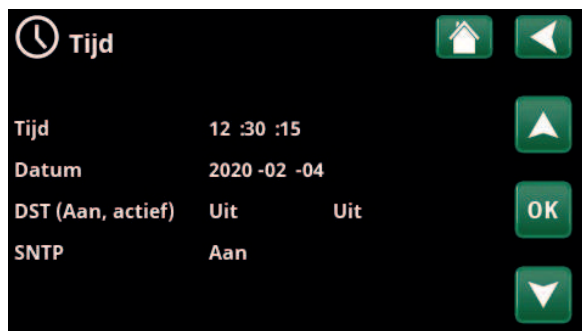 Tijd
Tijd 12 :30 :15
Datum 2020 -02 -04
DST (Aan, actief) Uit Uit
OK
SNTP Aan